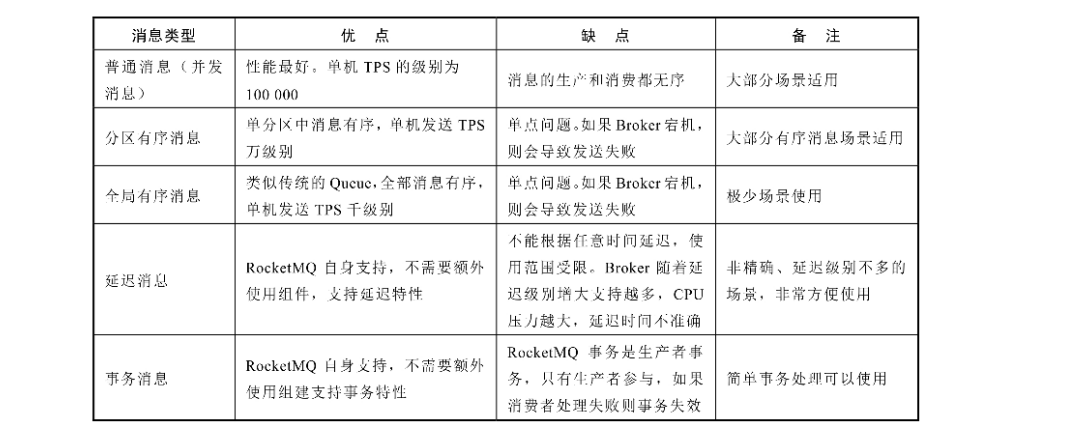 消息类型
优 点
缺 点
备 注
普通消息（并发
消息）
性能最好。单机 TPS 的级别为
100 000
消息的生产和消费都无序
大部分场景适用
分区有序消息
单分区中消息有序，单机发送 TPS
万级别
单点问题。如果 Broker 宕机，
则会导致发送失败
大部分有序消息场景适用
全局有序消息
类似传统的 Queue，全部消息有序，
单机发送 TPS 千级别
单点问题。如果 Broker 宕机，
则会导致发送失败
极少场景使用
延迟消息
RocketMQ 自身支持，不需要额外
使用组件，支持延迟特性
不能根据任意时间延迟，使
用范围受限。Broker 随着延
迟级别增大支持越多，CPU
压力越大，延迟时间不准确
非精确、延迟级别不多的
场景，非常方便使用
事务消息
RocketMQ 自身支持，不需要额外
使用组建支持事务特性
RocketMQ 事务是生产者事
务，只有生产者参与，如果
消费者处理失败则事务失效
简单事务处理可以使用